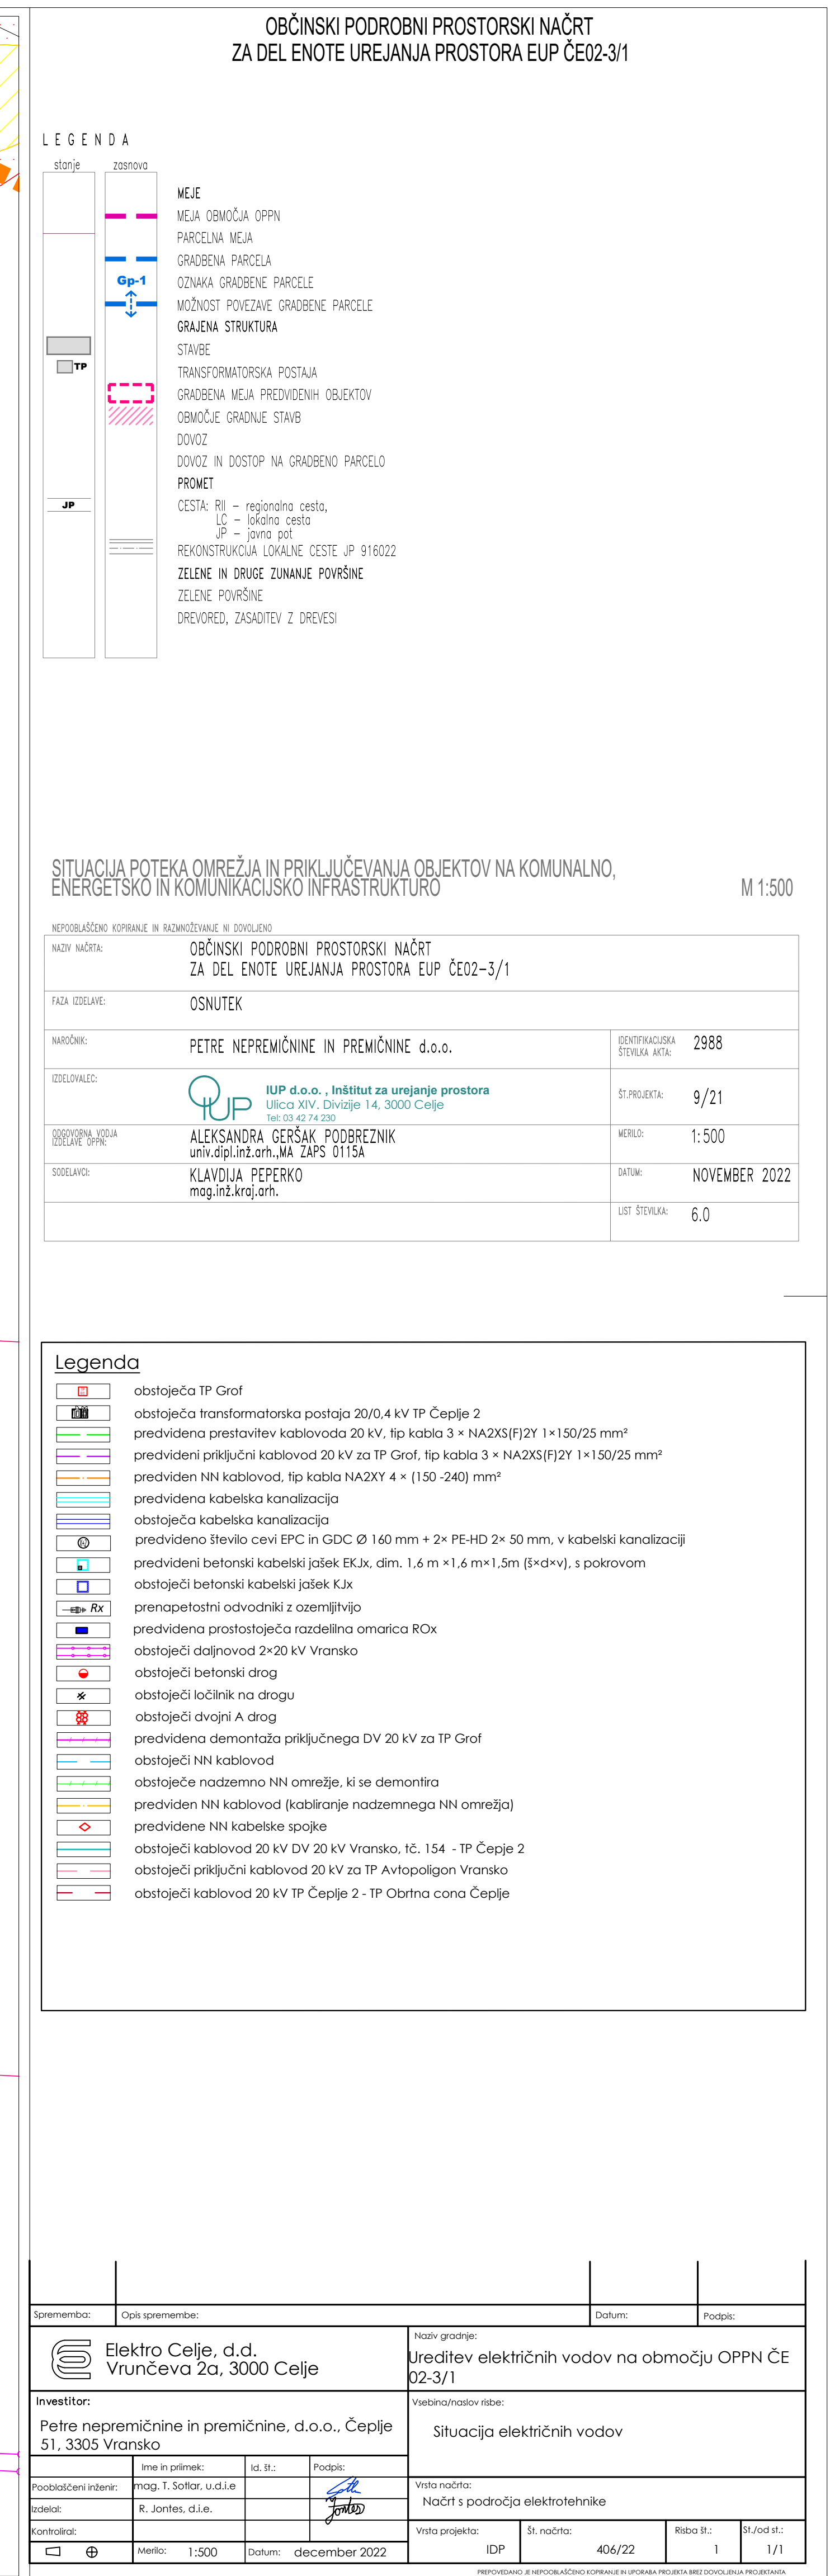 OBČINSKI PODROBNI PROSTORSKI NAČRT
ZA DEL ENOTE UREJANJA PROSTORA EUP ČE02-3/1
LEGENDA
stanje zasnova
MEJE
MEJA OBMOČJA OPPN
PARCELNA MEJA
GRADBENA PARCELA
Gp-1 OZNAKA GRADBENE PARCELE
MOŽNOST POVEZAVE GRADBENE PARCELE
GRAJENA STRUKTURA
STAVBE
TP TRANSFORMATORSKA POSTAJA
GRADBENA MEJA PREDVIDENIH OBJEKTOV
OBMOČJE GRADNJE STAVB
DOVOZ
DOVOZ IN DOSTOP NA GRADBENO PARCELO
PROMET
JP CESTA: RII – regionalna cesta,
LC – lokalna cesta
JP – javna pot
REKONSTRUKCIJA LOKALNE CESTE JP 916022
ZELENE IN DRUGE ZUNANJE POVRŠINE
ZELENE POVRŠINE
DREVORED, ZASADITEV Z DREVESI
SITUACIJA POTEKA OMREŽJA IN PRIKLJUČEVANJA OBJEKTOV NA KOMUNALNO,
ENERGETSKO IN KOMUNIKACIJSKO INFRASTRUKTURO M 1:500
NEPOOBLAŠČENO KOPIRANJE IN RAZMNOŽEVANJE NI DOVOLJENO
NAZIV NAČRTA: OBČINSKI PODROBNI PROSTORSKI NAČRT
ZA DEL ENOTE UREJANJA PROSTORA EUP ČE02-3/1
FAZA IZDELAVE: OSNUTEK
NAROČNIK: PETRE NEPREMIČNINE IN PREMIČNINE d.o.o.
IDENTIFIKACIJSKA
ŠTEVILKA AKTA: 2988
IZDELOVALEC:
IUP
IUP d.o.o. , Inštitut za urejanje prostora
Ulica XIV. Divizije 14, 3000 Celje
Tel: 03 42 74 230
ŠT.PROJEKTA: 9/21
ODGOVORNA VODJA
IZDELAVE OPPN:
ALEKSANDRA GERŠAK PODBREZNIK
univ.dipl.inž.arh.,MA ZAPS 0115A
MERILO: 1:500
SODELAVCI: KLAVDIJA PEPERKO
mag.inž.kraj.arh.
DATUM: NOVEMBER 2022
LIST ŠTEVILKA: 6.0
Legenda
obstoječa TP Grof
obstoječa transformatorska postaja 20/0,4 kV TP Čeplje 2
predvidena prestavitev kablovoda 20 kV, tip kabla 3 × NA2XS(F)2Y 1×150/25 mm²
predvideni priključni kablovod 20 kV za TP Grof, tip kabla 3 × NA2XS(F)2Y 1×150/25 mm²
predviden NN kablovod, tip kabla NA2XY 4 × (150 -240) mm²
predvidena kabelska kanalizacija
obstoječa kabelska kanalizacija
predvideno število cevi EPC in GDC Ø 160 mm + 2× PE-HD 2× 50 mm, v kabelski kanalizaciji
predvideni betonski kabelski jašek EKJx, dim. 1,6 m ×1,6 m×1,5m (š×d×v), s pokrovom
obstoječi betonski kabelski jašek KJx
Rx prenapetostni odvodniki z ozemljitvijo
predvidena prostostoječa razdelilna omarica ROx
obstoječi daljnovod 2×20 kV Vransko
obstoječi betonski drog
obstoječi ločilnik na drogu
obstoječi dvojni A drog
predvidena demontaža priključnega DV 20 kV za TP Grof
obstoječi NN kablovod
obstoječe nadzemno NN omrežje, ki se demontira
predviden NN kablovod (kabliranje nadzemnega NN omrežja)
predvidene NN kabelske spojke
obstoječi kablovod 20 kV DV 20 kV Vransko, tč. 154 - TP Čepje 2
obstoječi priključni kablovod 20 kV za TP Avtopoligon Vransko
obstoječi kablovod 20 kV TP Čeplje 2 - TP Obrtna cona Čeplje
Sprememba: Opis spremembe: Datum: Podpis:
Elektro Celje, d.d.
Vrunčeva 2a, 3000 Celje
Naziv gradnje:
Ureditev električnih vodov na območju OPPN ČE
02-3/1
Investitor:
Petre nepremičnine in premičnine, d.o.o., Čeplje
51, 3305 Vransko
Vsebina/naslov risbe:
Situacija električnih vodov
Ime in priimek: Id. št.: Podpis:
Pooblaščeni inženir: mag. T. Sotlar, u.d.i.e
Izdelal: R. Jontes, d.i.e. Jontes
Kontroliral:
Vrsta načrta:
Načrt s področja elektrotehnike
Merilo: 1:500 Datum: december 2022
Vrsta projekta: Št. načrta: Risba št.: St./od st.:
IDP 406/22 1 1/1
PREPOVEDANO JE NEPOOBLAŠČENO KOPIRANJE IN UPORABA PROJEKTA BREZ DOVOLJENJA PROJEKTANTA